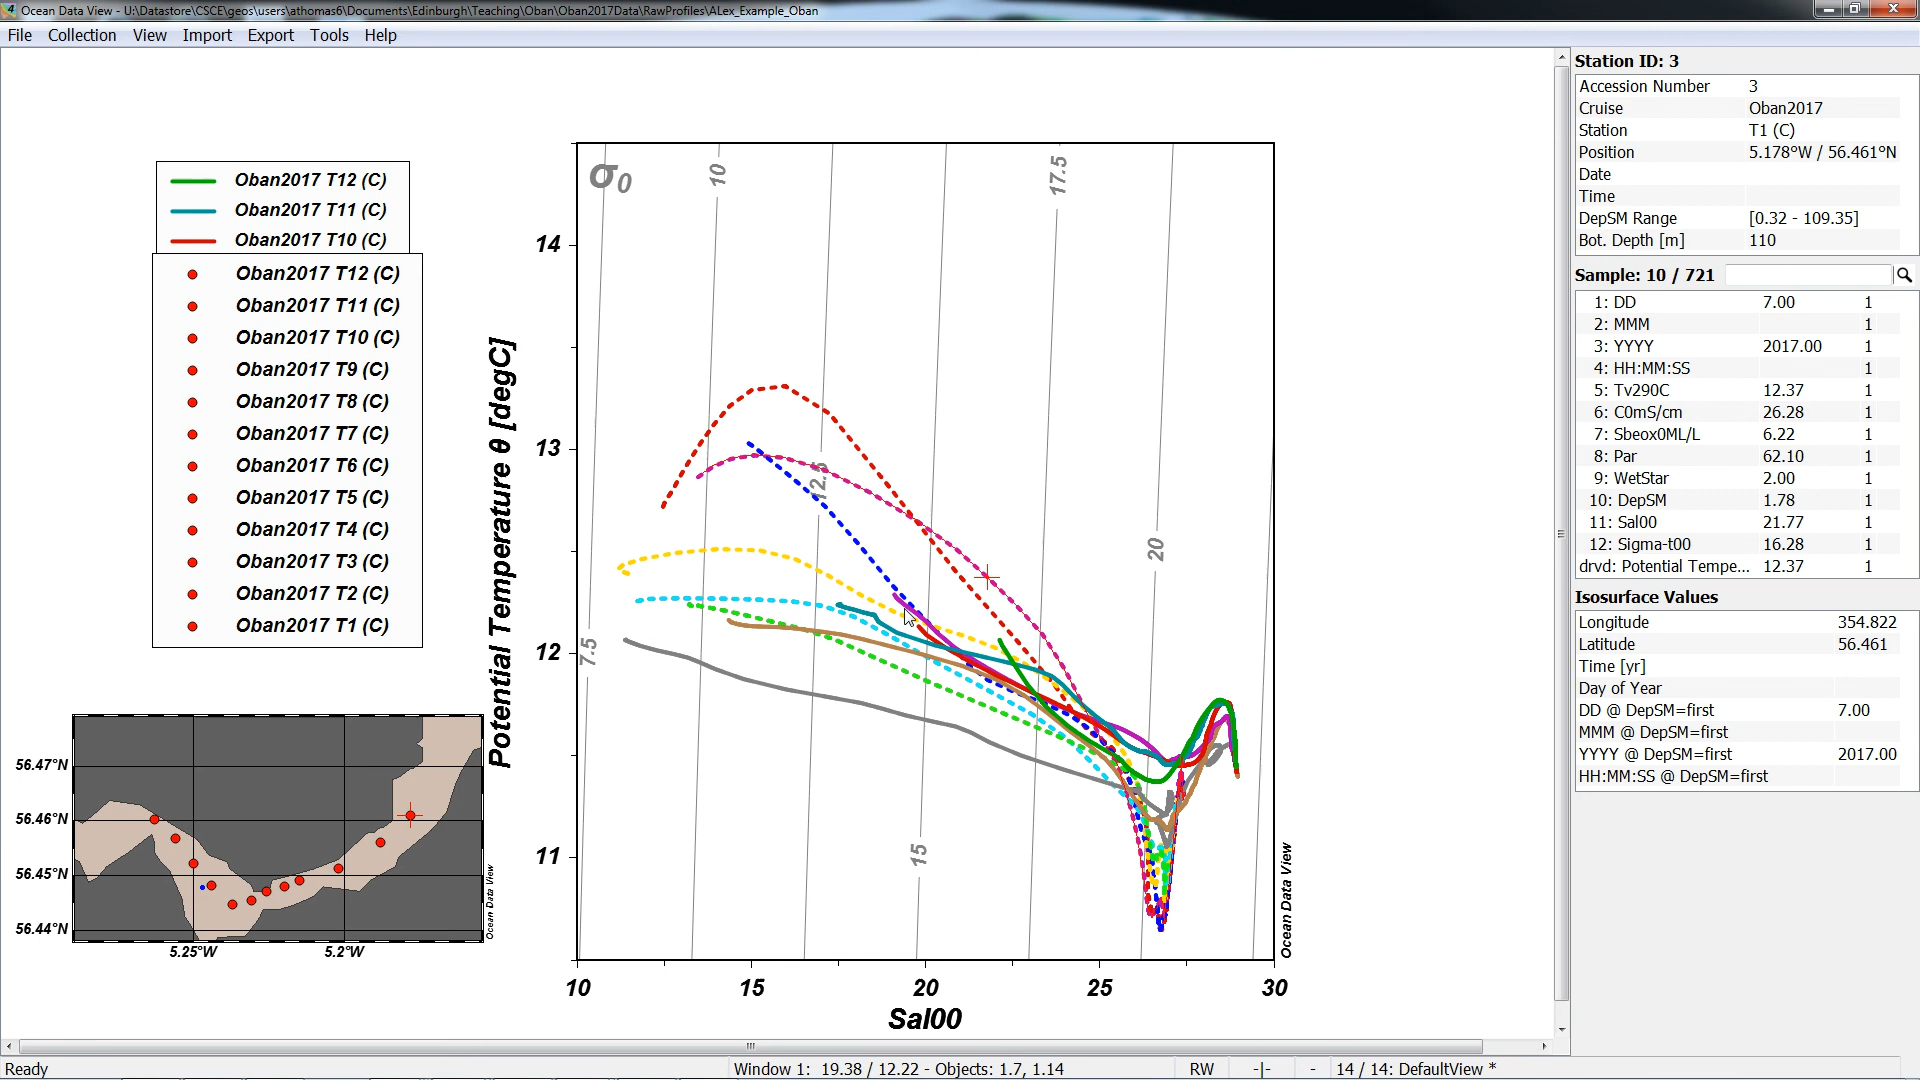 Ocean Data View - U:\Datastore\CSCE\geos\users\athomas6\Documents\Edinburgh\Teaching\Oban\Oban2017Data\RawProfiles\ALex_Example_Oban
File Collection View Import Export Tools Help
Oban2017 T12 (C)
Oban2017 T11 (C)
Oban2017 T10 (C)
Oban2017 T12 (C)
Oban2017 T11 (C)
Oban2017 T10 (C)
Oban2017 T9 (C)
Oban2017 T8 (C)
Oban2017 T7 (C)
Oban2017 T6 (C)
Oban2017 T5 (C)
Oban2017 T4 (C)
Oban2017 T3 (C)
Oban2017 T2 (C)
Oban2017 T1 (C)
56.47°N
56.46°N
56.45°N
56.44°N
5.25°W 5.2°W
Ocean Data View
Potential Temperature θ [degC]
14
13
12
11
σ0
10
17.5
12.5
20
7.5
15
10 15 20 25 30
Sal00
Ocean Data View
Station ID: 3
Accession Number 3
Cruise Oban2017
Station T1 (C)
Position 5.178°W / 56.461°N
Date
Time
DepSM Range [0.32 - 109.35]
Bot. Depth [m] 110
Sample: 10 / 721
1: DD 7.00 1
2: MMM 1
3: YYYY 2017.00 1
4: HH:MM:SS 1
5: Tv290C 12.37 1
6: C0mS/cm 26.28 1
7: Sbeox0ML/L 6.22 1
8: Par 62.10 1
9: WetStar 2.00 1
10: DepSM 1.78 1
11: Sal00 21.77 1
12: Sigma-t00 16.28 1
drvd: Potential Tempe... 12.37 1
Isosurface Values
Longitude 354.822
Latitude 56.461
Time [yr]
Day of Year
DD @ DepSM=first 7.00
MMM @ DepSM=first
YYYY @ DepSM=first 2017.00
HH:MM:SS @ DepSM=first
Ready Window 1: 19.38 / 12.22 - Objects: 1.7, 1.14 RW -|- - 14 / 14: DefaultView *